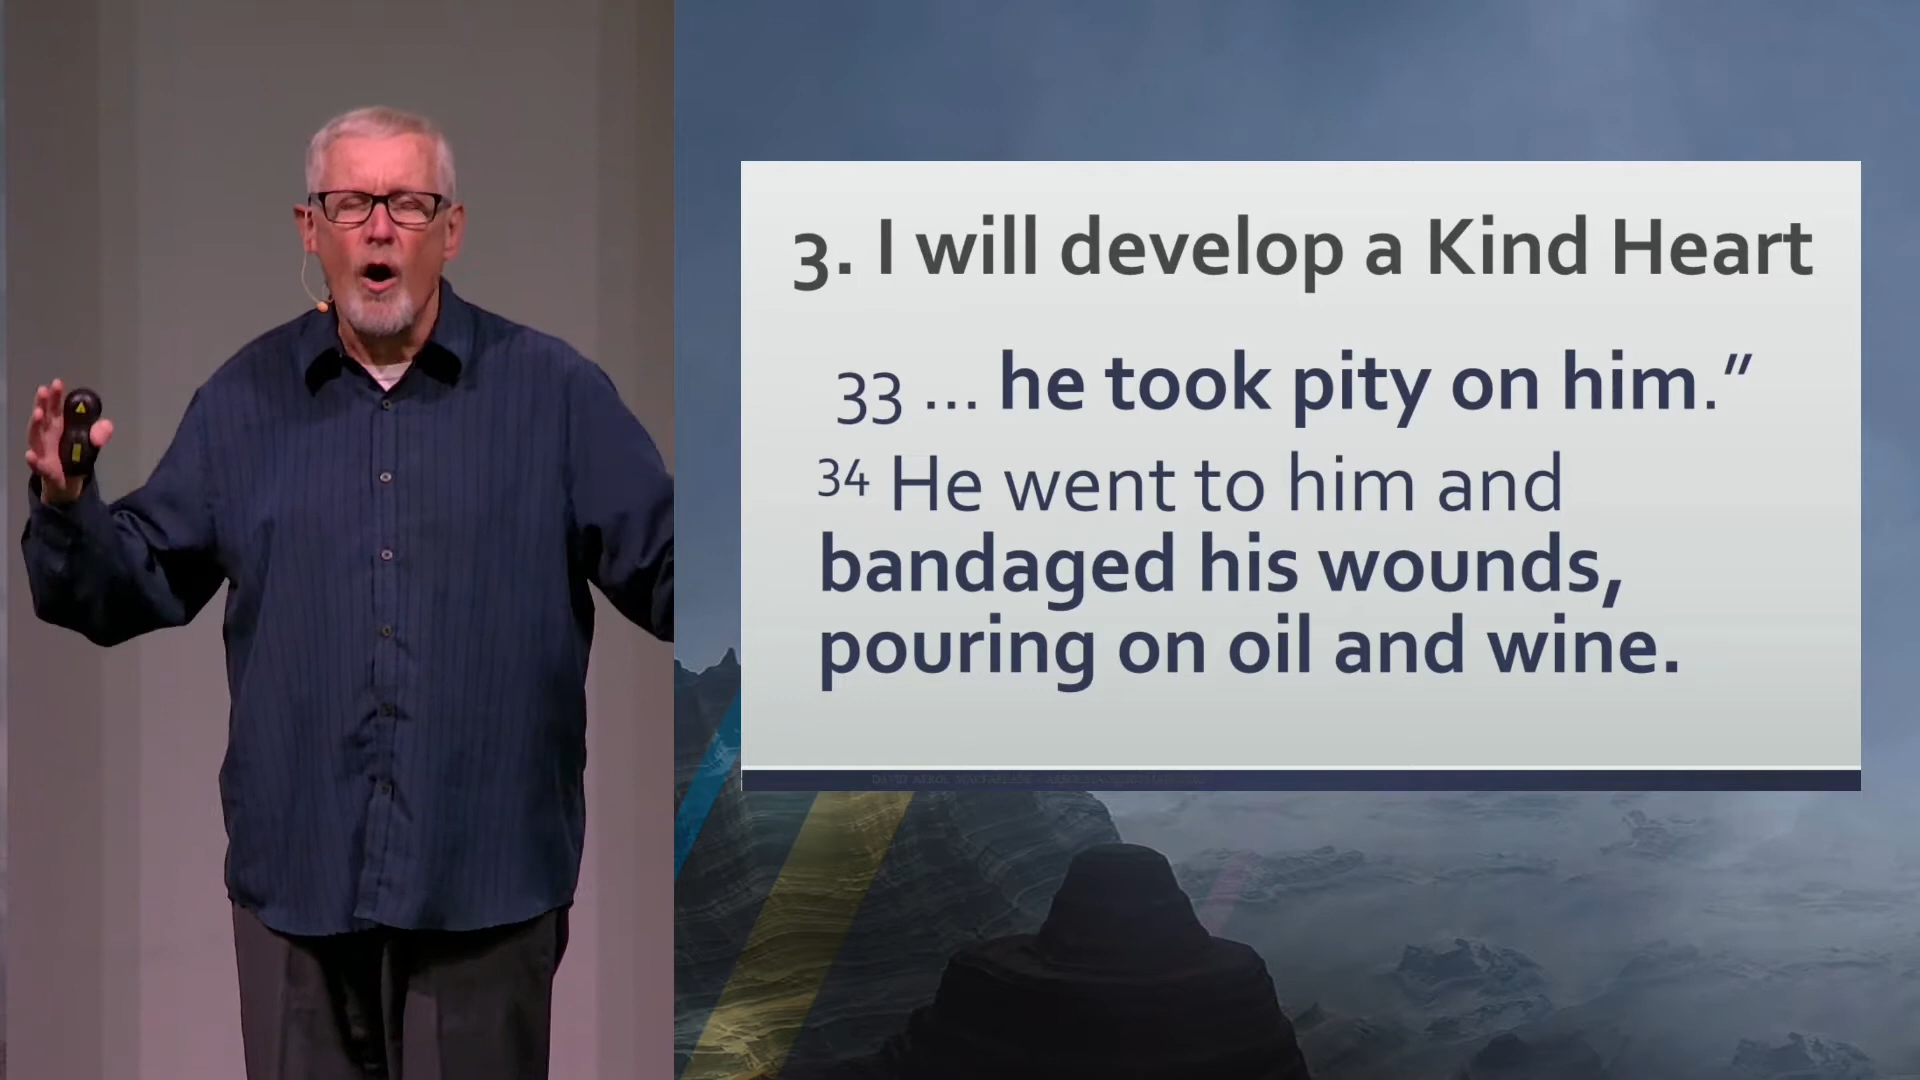 3. I will develop a Kind Heart
33 … he took pity on him.”
34 He went to him and
bandaged his wounds,
pouring on oil and wine.